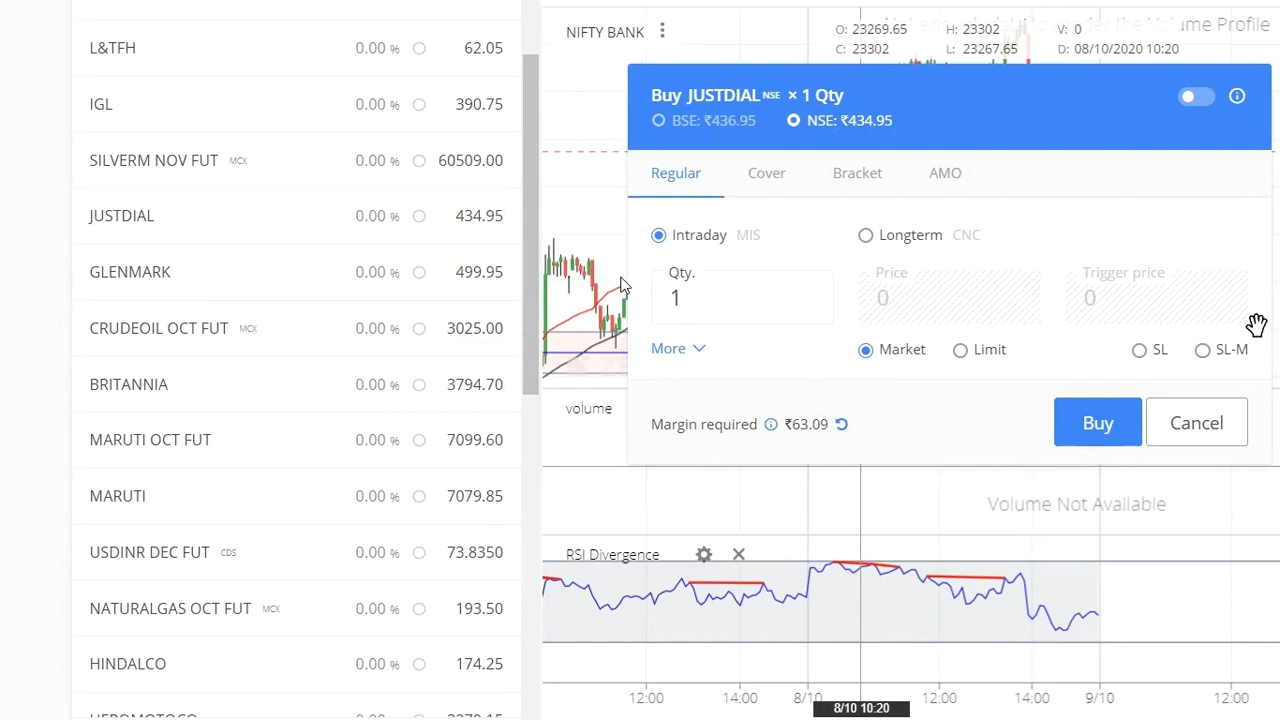 L&TFH 0.00 % 62.05
IGL 0.00 % 390.75
SILVERM NOV FUT MCX 0.00 % 60509.00
JUSTDIAL 0.00 % 434.95
GLENMARK 0.00 % 499.95
CRUDEOIL OCT FUT MCX 0.00 % 3025.00
BRITANNIA 0.00 % 3794.70
MARUTI OCT FUT 0.00 % 7099.60
MARUTI 0.00 % 7079.85
USDINR DEC FUT CDS 0.00 % 73.8350
NATURALGAS OCT FUT MCX 0.00 % 193.50
HINDALCO 0.00 % 174.25
NIFTY BANK
O: 23269.65 H: 23302 V: 0
C: 23302 L: 23267.65 D: 08/10/2020 10:20
the Volume Profile
Buy JUSTDIAL NSE × 1 Qty
BSE: ₹436.95 NSE: ₹434.95
Regular Cover Bracket AMO
Intraday MIS Longterm CNC
Qty. Price Trigger price
1 0 0
More Market Limit SL SL-M
Margin required ₹63.09 Buy Cancel
volume
Volume Not Available
RSI Divergence
12:00 14:00 8/10 12:00 14:00 9/10 12:00
8/10 10:20